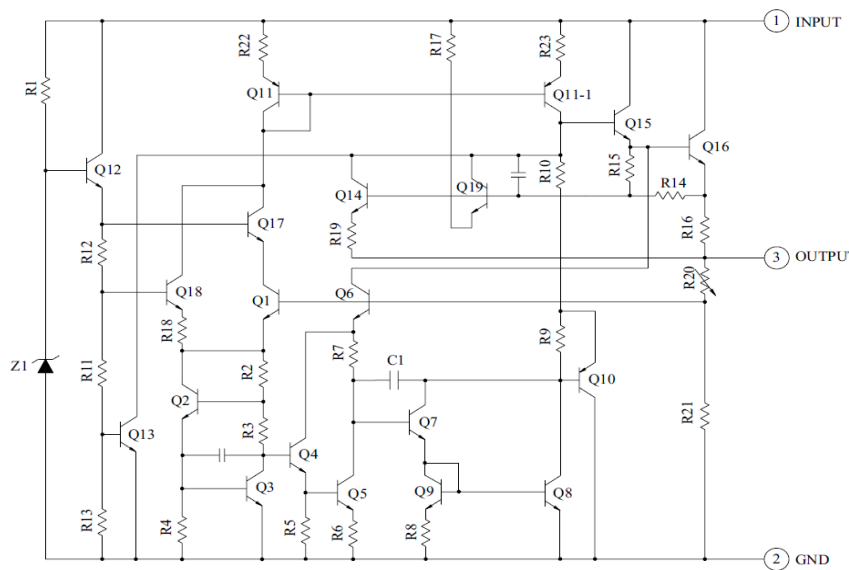 1 INPUT
R22
R17
R23
R1
Q11
Q11-1
Q15
Q16
Q12
R10
R15
Q14
Q19
R14
Q17
R19
R16
R12
3 OUTPUT
Q18
Q1
Q6
R20
R18
R7
R9
Z1
R11
R2
C1
Q10
Q2
R21
Q13
R3
Q7
Q4
Q3
Q5
Q9
Q8
R13
R4
R5
R6
R8
2 GND